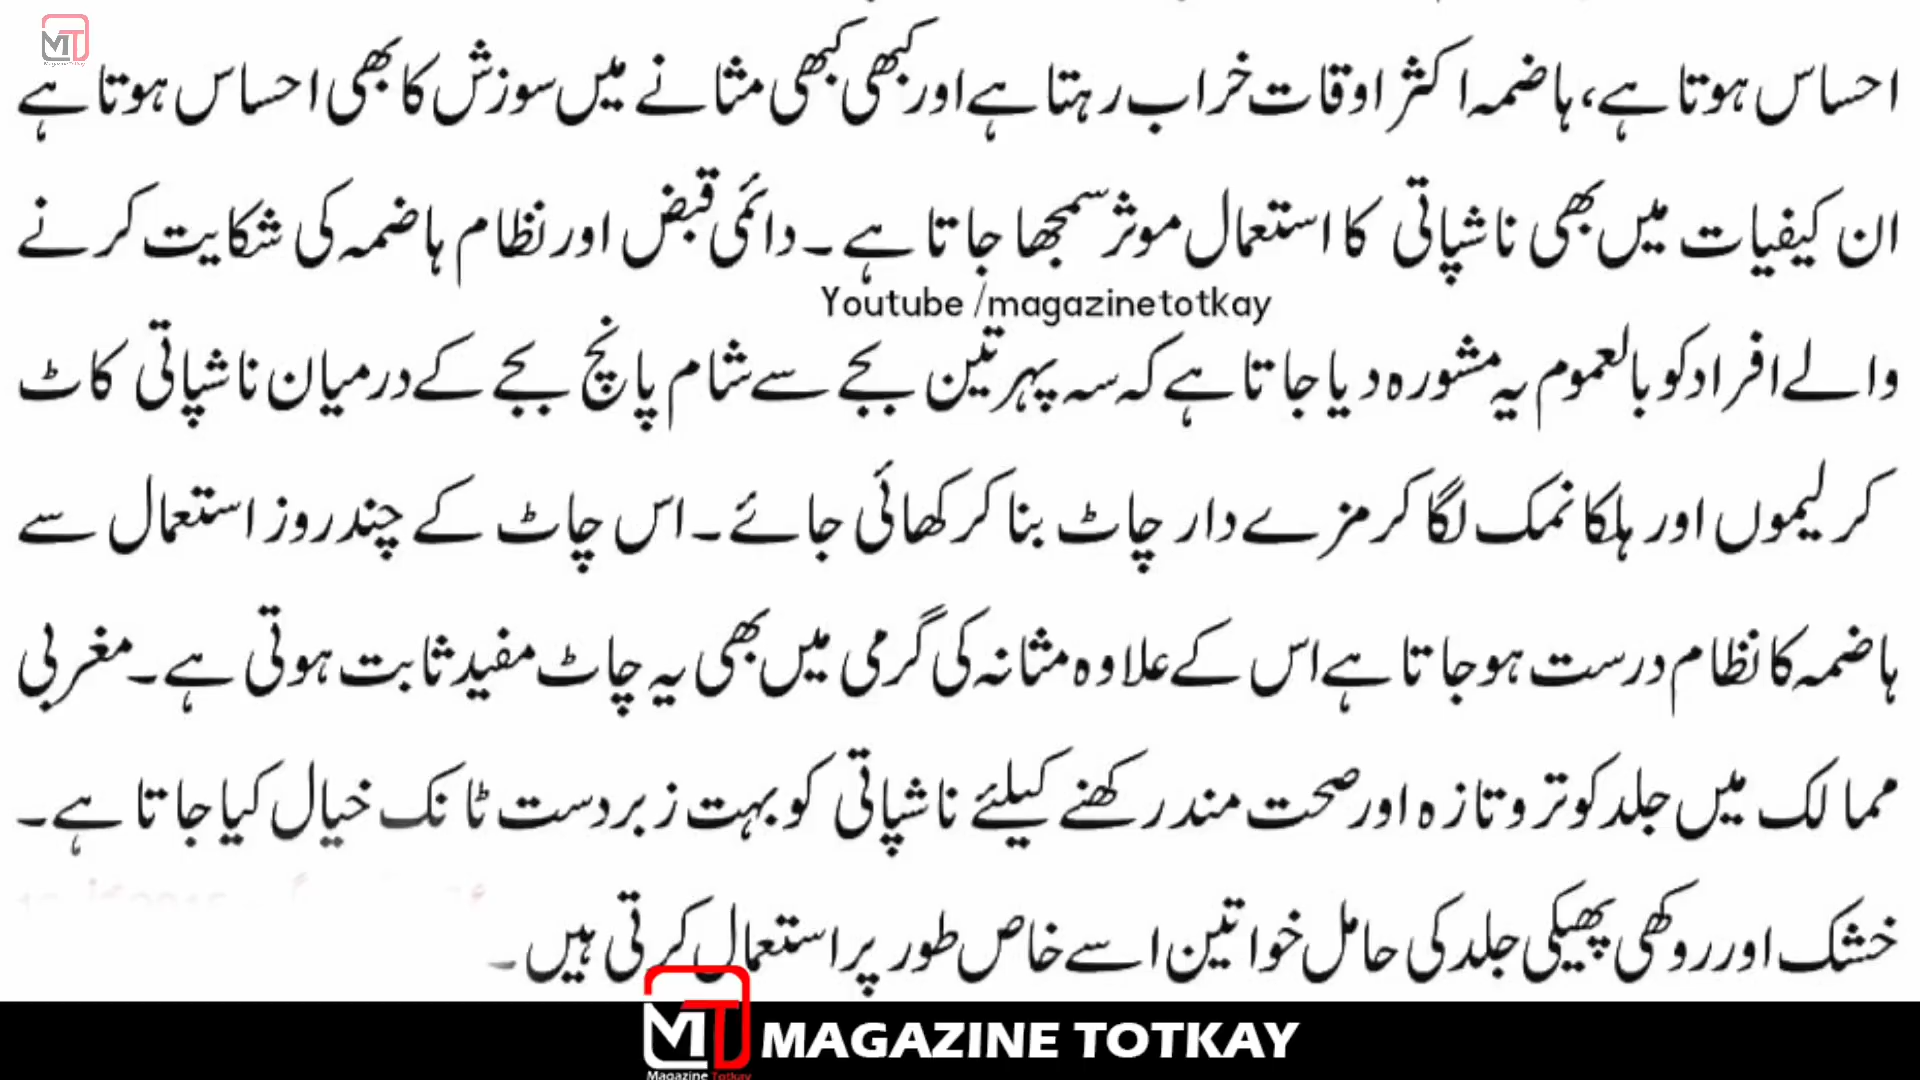 احساس ہوتا ہے، ہاضمہ اکثر اوقات خراب رہتا ہے اور کبھی کبھی مثانے میں سوزش کا بھی احساس ہوتا ہے
ان کیفیات میں بھی ناشپاتی کا استعمال موثر سمجھا جاتا ہے۔ دائمی قبض اور نظام ہاضمہ کی شکایت کرنے
Youtube /magazinetotkay
والے افراد کو بالعموم یہ مشورہ دیا جاتا ہے کہ سہ پہر تین بجے سے شام پانچ بجے کے درمیان ناشپاتی کاٹ
کر لیموں اور ہلکا نمک لگا کر مزے دار چاٹ بنا کر کھائی جائے۔ اس چاٹ کے چند روز استعمال سے
ہاضمہ کا نظام درست ہو جاتا ہے اس کے علاوہ مثانہ کی گرمی میں بھی یہ چاٹ مفید ثابت ہوتی ہے۔ مغربی
ممالک میں جلد کو تروتازہ اور صحت مند رکھنے کیلئے ناشپاتی کو بہت زبردست ٹانک خیال کیا جاتا ہے۔
خشک اور روکھی پھیکی جلد کی حامل خواتین اسے خاص طور پر استعمال کرتی ہیں۔
MT MAGAZINE TOTKAY
Magazine Totkay